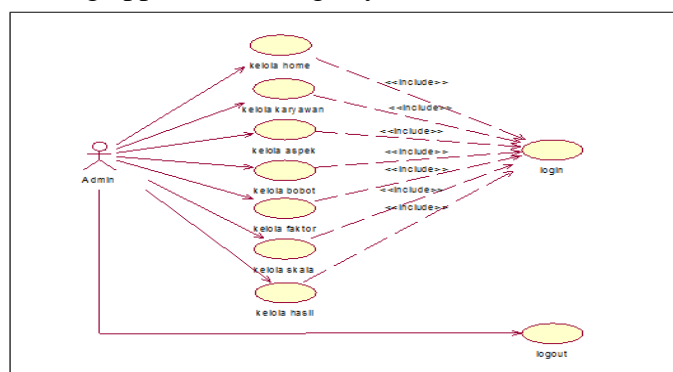 kelola home
<<include>>
kelola karyawan
<<include>>
kelola aspek
<<include>>
Admin
kelola bobot
<<include>>
login
<<include>>
kelola faktor
<<include>>
kelola skala
kelola hasil
logout